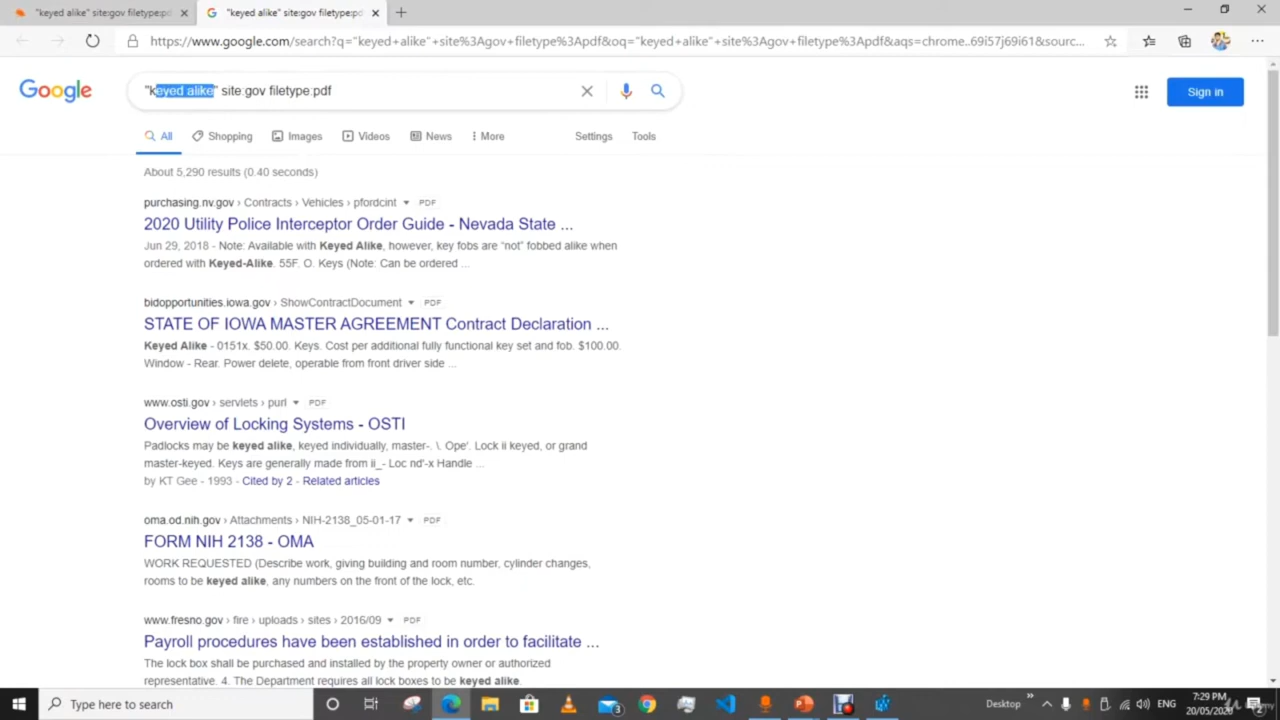 "keyed alike" site:gov filetype:pd
"keyed alike" site:gov filetype:pd
https://www.google.com/search?q="keyed+alike"+site%3Agov+filetype%3Apdf&oq="keyed+alike"+site%3Agov+filetype%3Apdf&aqs=chrome..69i57j69i61&sourc...
Google
"keyed alike" site:gov filetype:pdf
Sign in
All Shopping Images Videos News More Settings Tools
About 5,290 results (0.40 seconds)
purchasing.nv.gov › Contracts › Vehicles › pfordcint PDF
2020 Utility Police Interceptor Order Guide - Nevada State ...
Jun 29, 2018 - Note: Available with Keyed Alike, however, key fobs are “not” fobbed alike when
ordered with Keyed-Alike. 55F. O. Keys (Note: Can be ordered ...
bidopportunities.iowa.gov › ShowContractDocument PDF
STATE OF IOWA MASTER AGREEMENT Contract Declaration ...
Keyed Alike - 0151x. $50.00. Keys. Cost per additional fully functional key set and fob. $100.00.
Window - Rear. Power delete, operable from front driver side ...
www.osti.gov › servlets › purl PDF
Overview of Locking Systems - OSTI
Padlocks may be keyed alike, keyed individually, master-. \. Ope'. Lock ii keyed, or grand
master-keyed. Keys are generally made from ii_- Loc nd'-x Handle ...
by KT Gee - 1993 - Cited by 2 - Related articles
oma.od.nih.gov › Attachments › NIH-2138_05-01-17 PDF
FORM NIH 2138 - OMA
WORK REQUESTED (Describe work, giving building and room number, cylinder changes,
rooms to be keyed alike, any numbers on the front of the lock, etc.
www.fresno.gov › fire › uploads › sites › 2016/09 PDF
Payroll procedures have been established in order to facilitate ...
The lock box shall be purchased and installed by the property owner or authorized
representative. 4. The Department requires all lock boxes to be keyed alike.
Type here to search
3
Desktop
ENG
7:29 PM